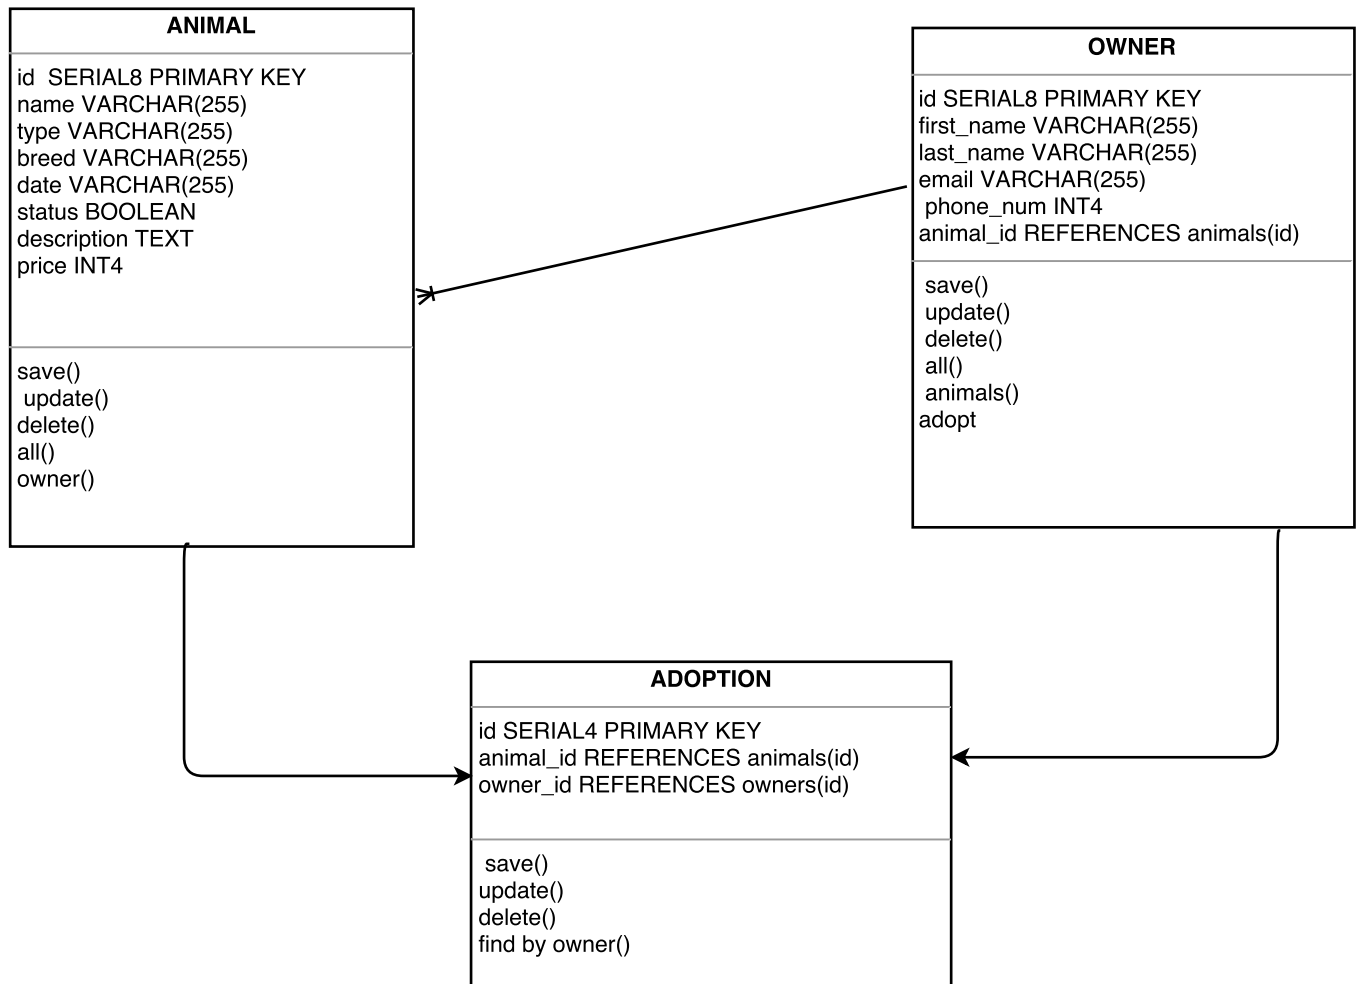 ANIMAL
id  SERIAL8 PRIMARY KEY
name VARCHAR(255)
type VARCHAR(255)
breed VARCHAR(255)
date VARCHAR(255)
status BOOLEAN
description TEXT
price INT4
save()
update()
delete()
all()
owner()
OWNER
id SERIAL8 PRIMARY KEY
first_name VARCHAR(255)
last_name VARCHAR(255)
email VARCHAR(255)
phone_num INT4
animal_id REFERENCES animals(id)
save()
update()
delete()
all()
animals()
adopt
ADOPTION
id SERIAL4 PRIMARY KEY
animal_id REFERENCES animals(id)
owner_id REFERENCES owners(id)
save()
update()
delete()
find by owner()